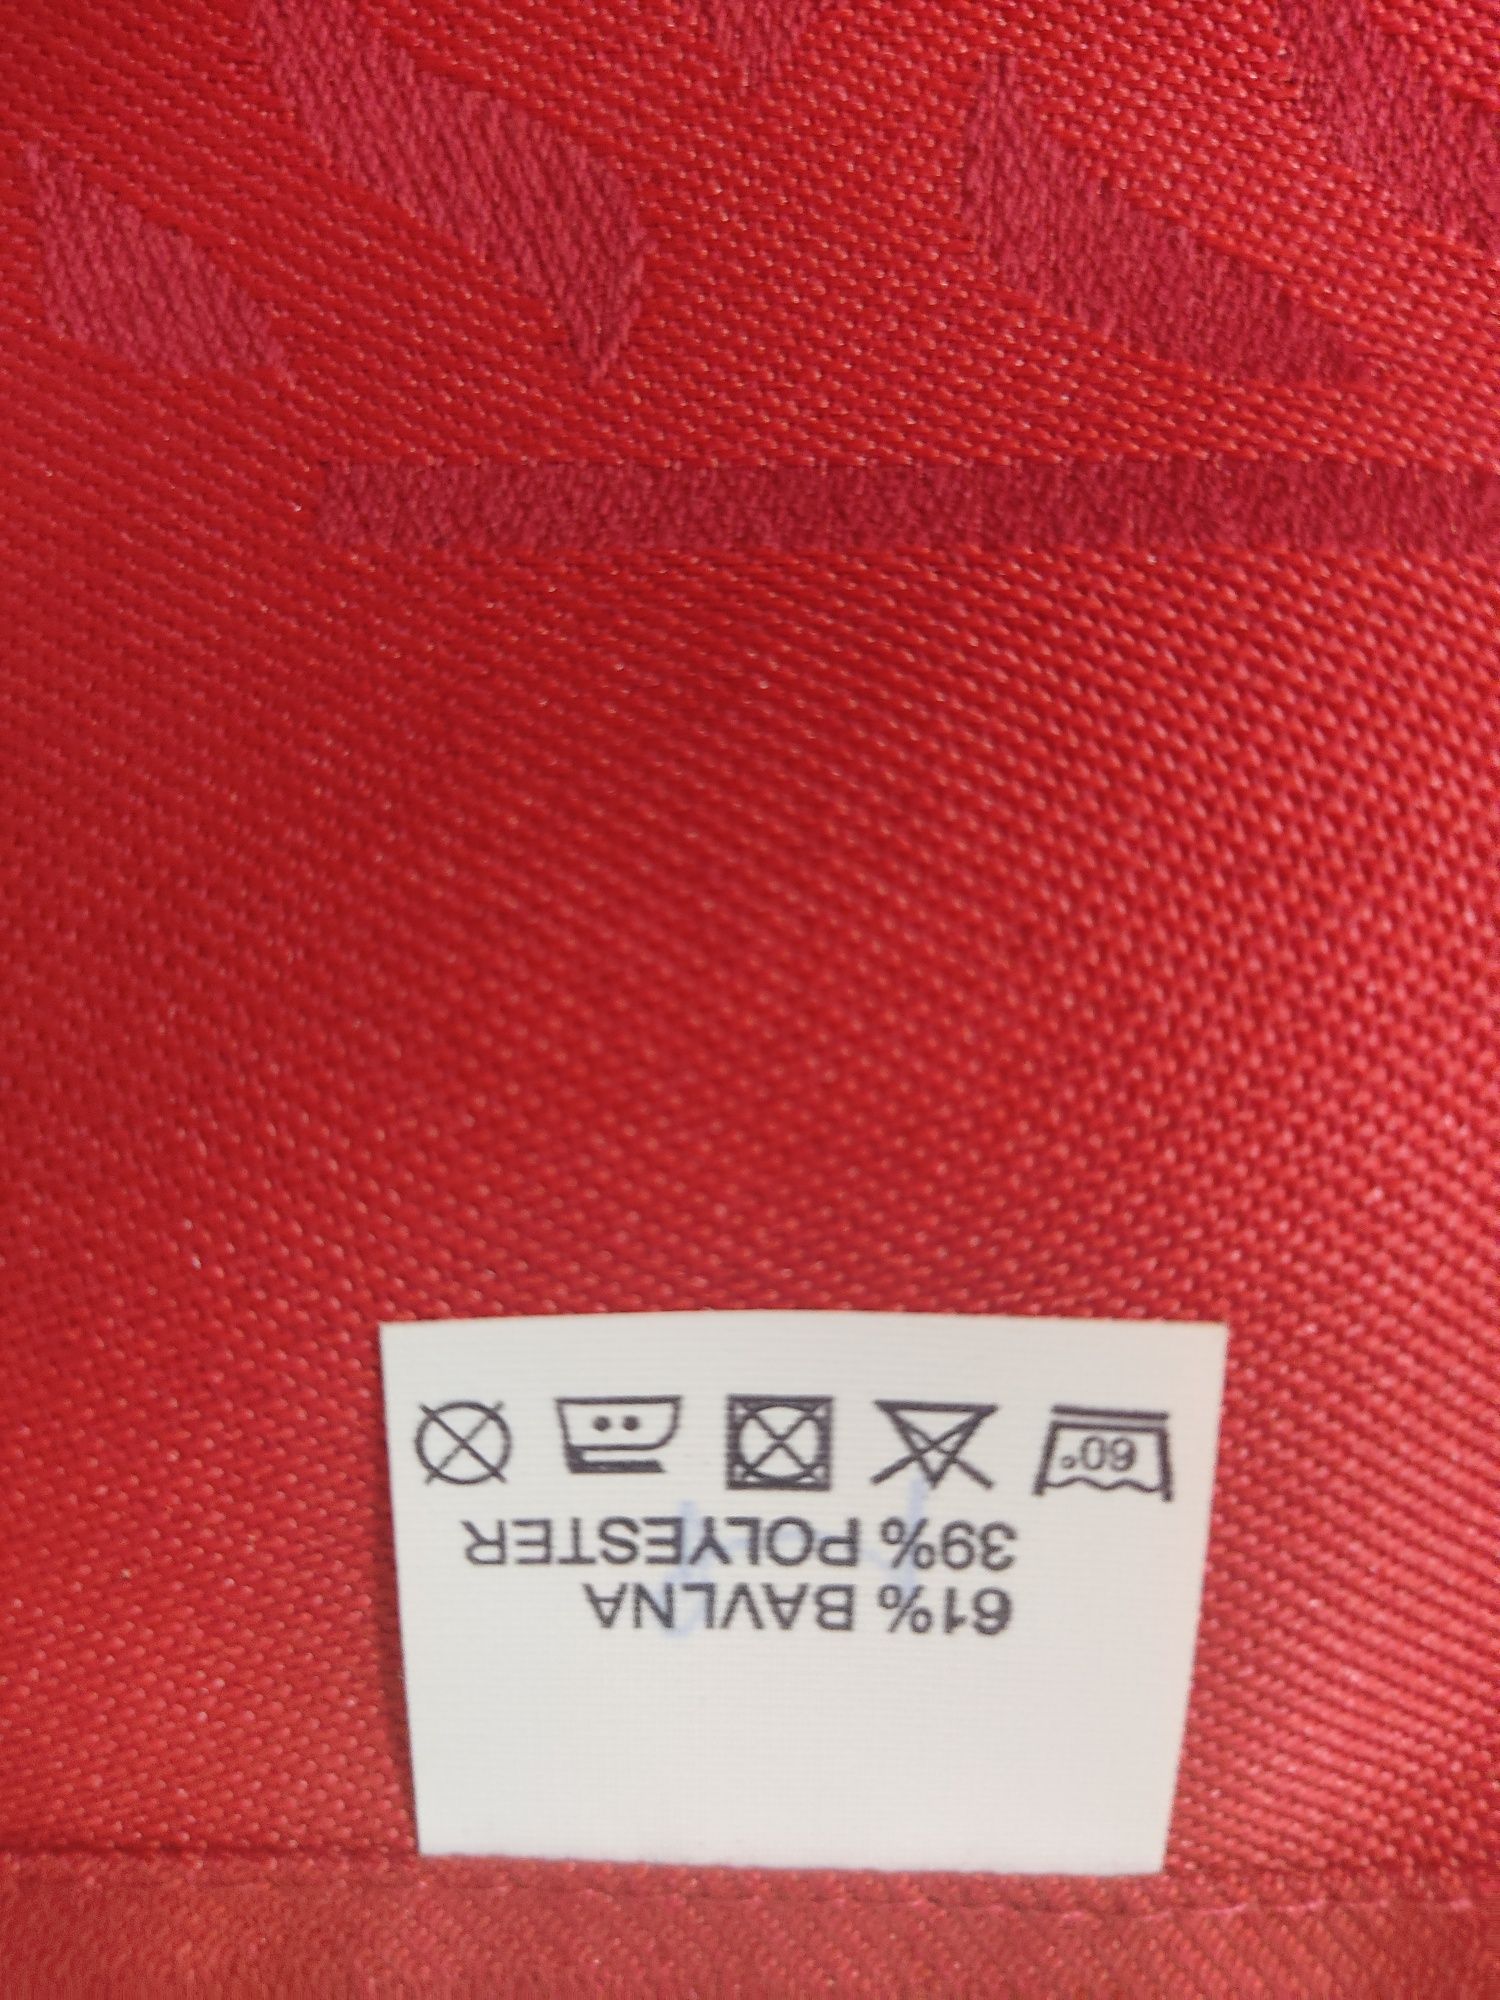 61% BAVLNA
39% POLYESTER
60°